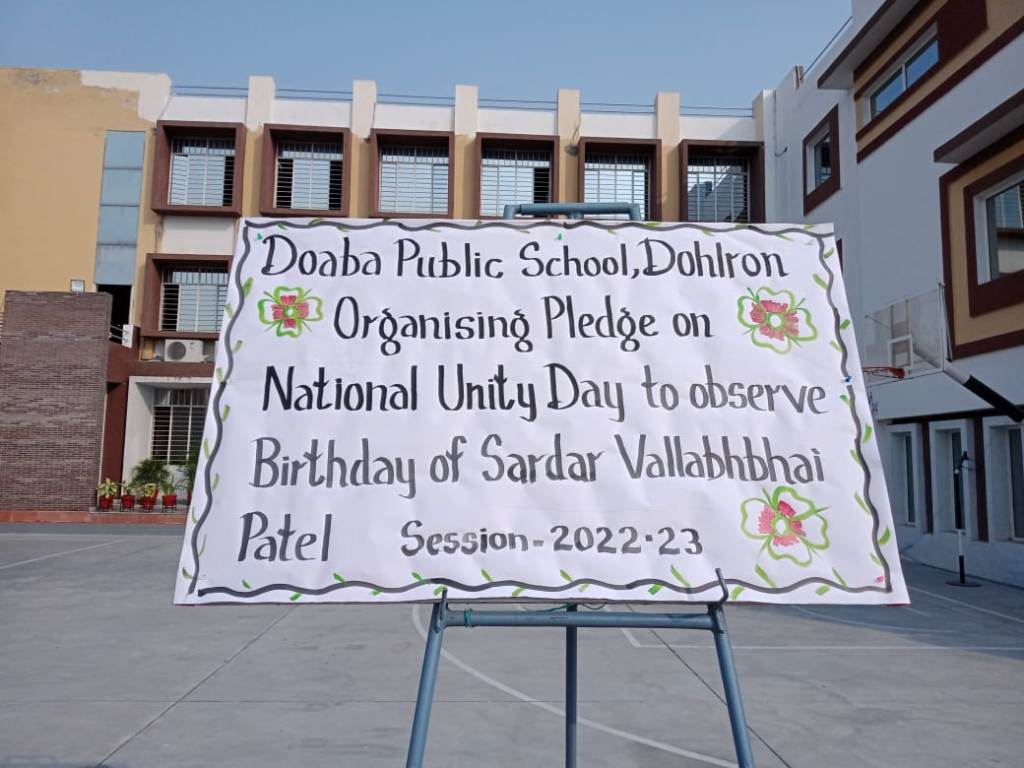 Doaba Public School, Dohlron
Organising Pledge on
National Unity Day to observe
Birthday of Sardar Vallabhbhai
Patel Session-2022-23